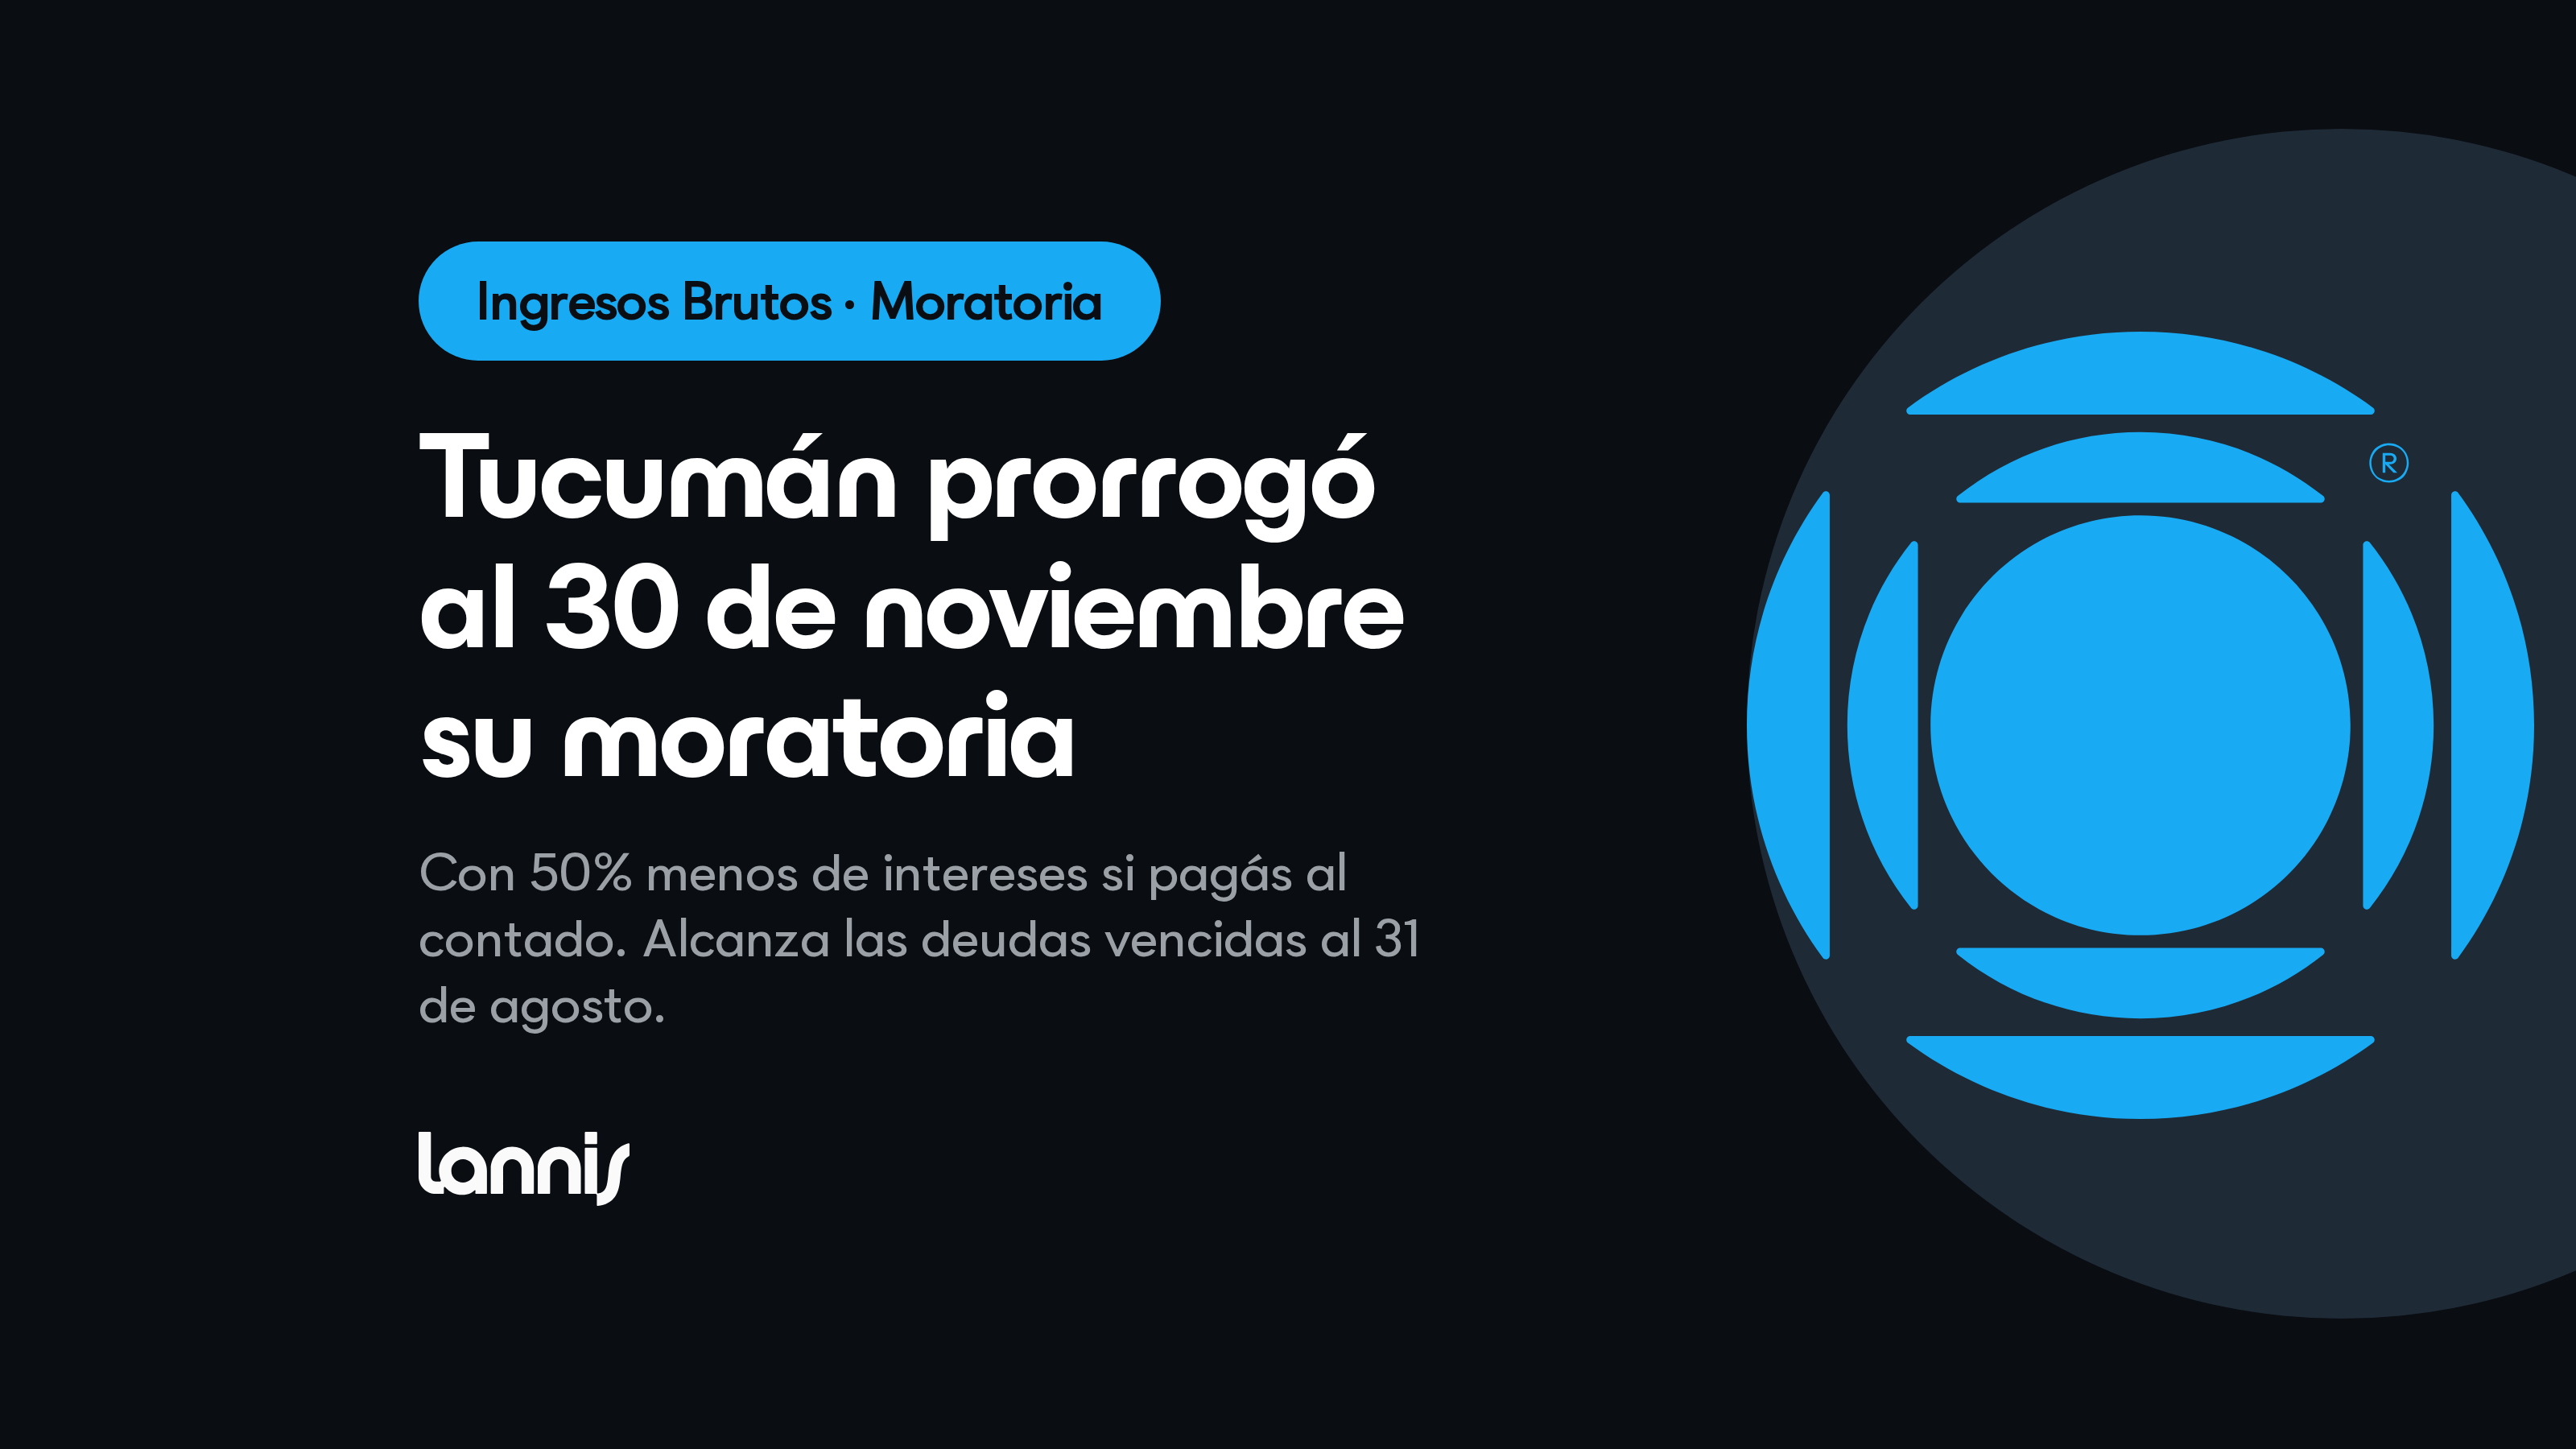 Ingresos Brutos · Moratoria
Tucumán prorrogó
al 30 de noviembre
su moratoria
®
Con 50% menos de intereses si pagás al
contado. Alcanza las deudas vencidas al 31
de agosto.
lannis